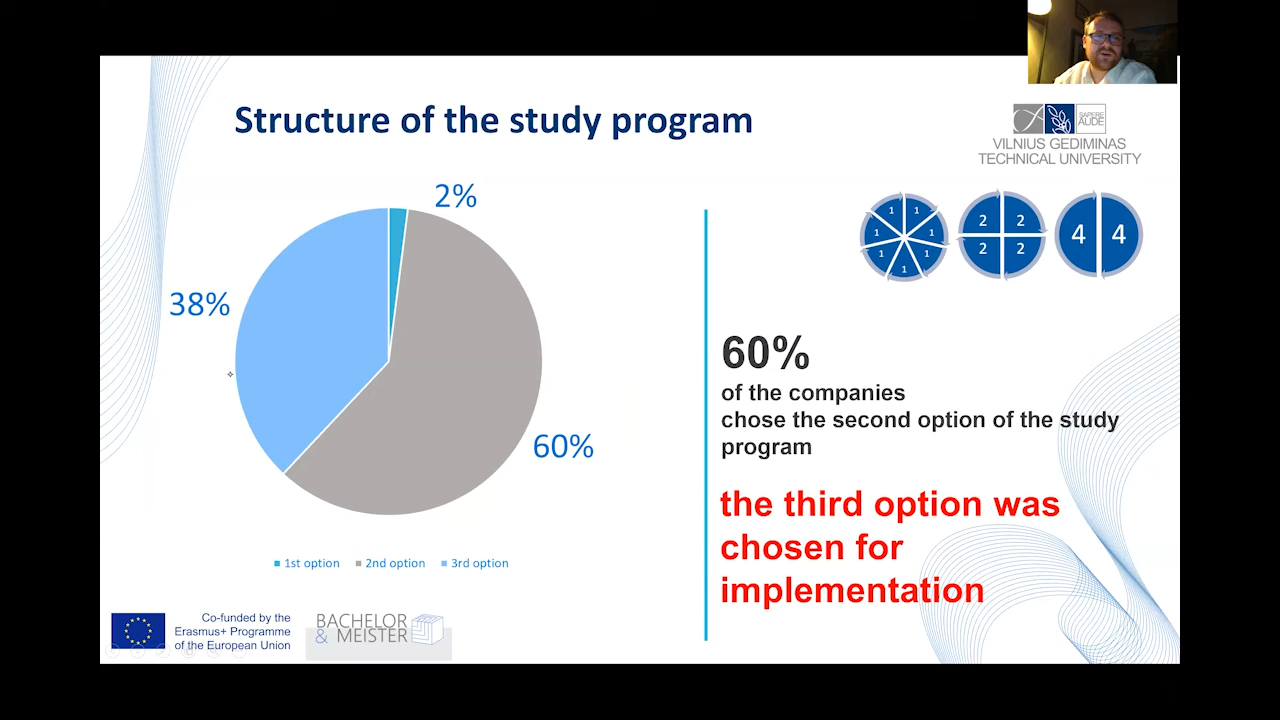 Structure of the study program
SAPERE
AUDE
VILNIUS GEDIMINAS
TECHNICAL UNIVERSITY
2%
38%
60%
1st option
2nd option
3rd option
1 1
1 1
1 1
1
2 2
2 2
4 4
60%
of the companies
chose the second option of the study
program
the third option was
chosen for
implementation
Co-funded by the
Erasmus+ Programme
of the European Union
BACHELOR
& MEISTER